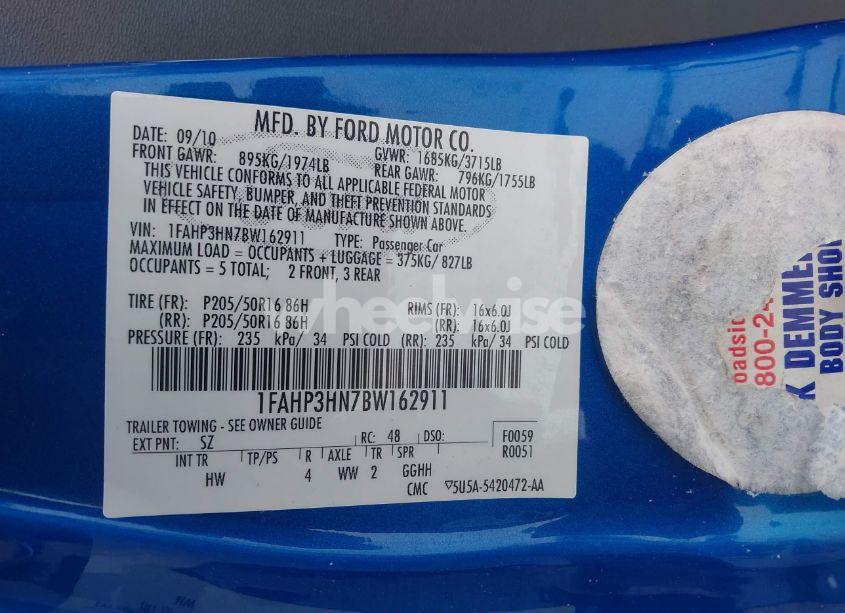 MFD. BY FORD MOTOR CO.
DATE: 09/10
GVWR: 1685KG/3715LB
FRONT GAWR: 895KG/1974LB
REAR GAWR: 796KG/1755LB
THIS VEHICLE CONFORMS TO ALL APPLICABLE FEDERAL MOTOR
VEHICLE SAFETY, BUMPER, AND THEFT PREVENTION STANDARDS
IN EFFECT ON THE DATE OF MANUFACTURE SHOWN ABOVE.
VIN: 1FAHP3HN7BW162911 TYPE: Passenger Car
MAXIMUM LOAD = OCCUPANTS + LUGGAGE = 375KG/ 827LB
OCCUPANTS = 5 TOTAL; 2 FRONT, 3 REAR
TIRE (FR): P205/50R16 86H RIMS (FR): 16x6.0J
(RR): P205/50R16 86H (RR): 16x6.0J
PRESSURE (FR): 235 kPa/ 34 PSI COLD (RR): 235 kPa/ 34 PSI COLD
1FAHP3HN7BW162911
TRAILER TOWING - SEE OWNER GUIDE
EXT PNT: SZ RC: 48 DSO: F0059
R0051
INT TR TP/PS R AXLE TR SPR
HW 4 WW 2 GGHH
CMC ▽5U5A-5420472-AA
wheelwise
oadsic
800-24
K DEMMER
BODY SHOP